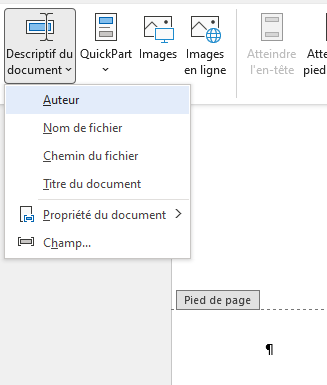 Descriptif du
document
QuickPart
Images
Images
en ligne
Atteindre
l'en-tête
Atte
pied
Auteur
Nom de fichier
Chemin du fichier
Titre du document
Propriété du document
Champ...
Pied de page
¶